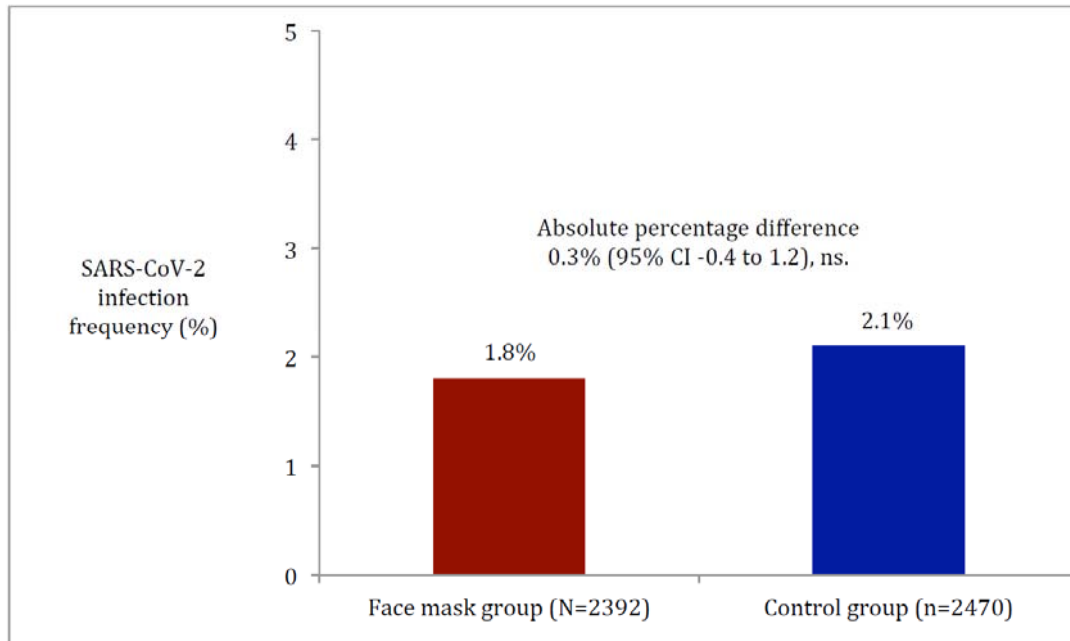 5
4
Absolute percentage difference
0.3% (95% CI -0.4 to 1.2), ns.
3
SARS-CoV-2
infection
frequency (%)
2.1%
1.8%
2
1
0
Face mask group (N=2392)
Control group (n=2470)